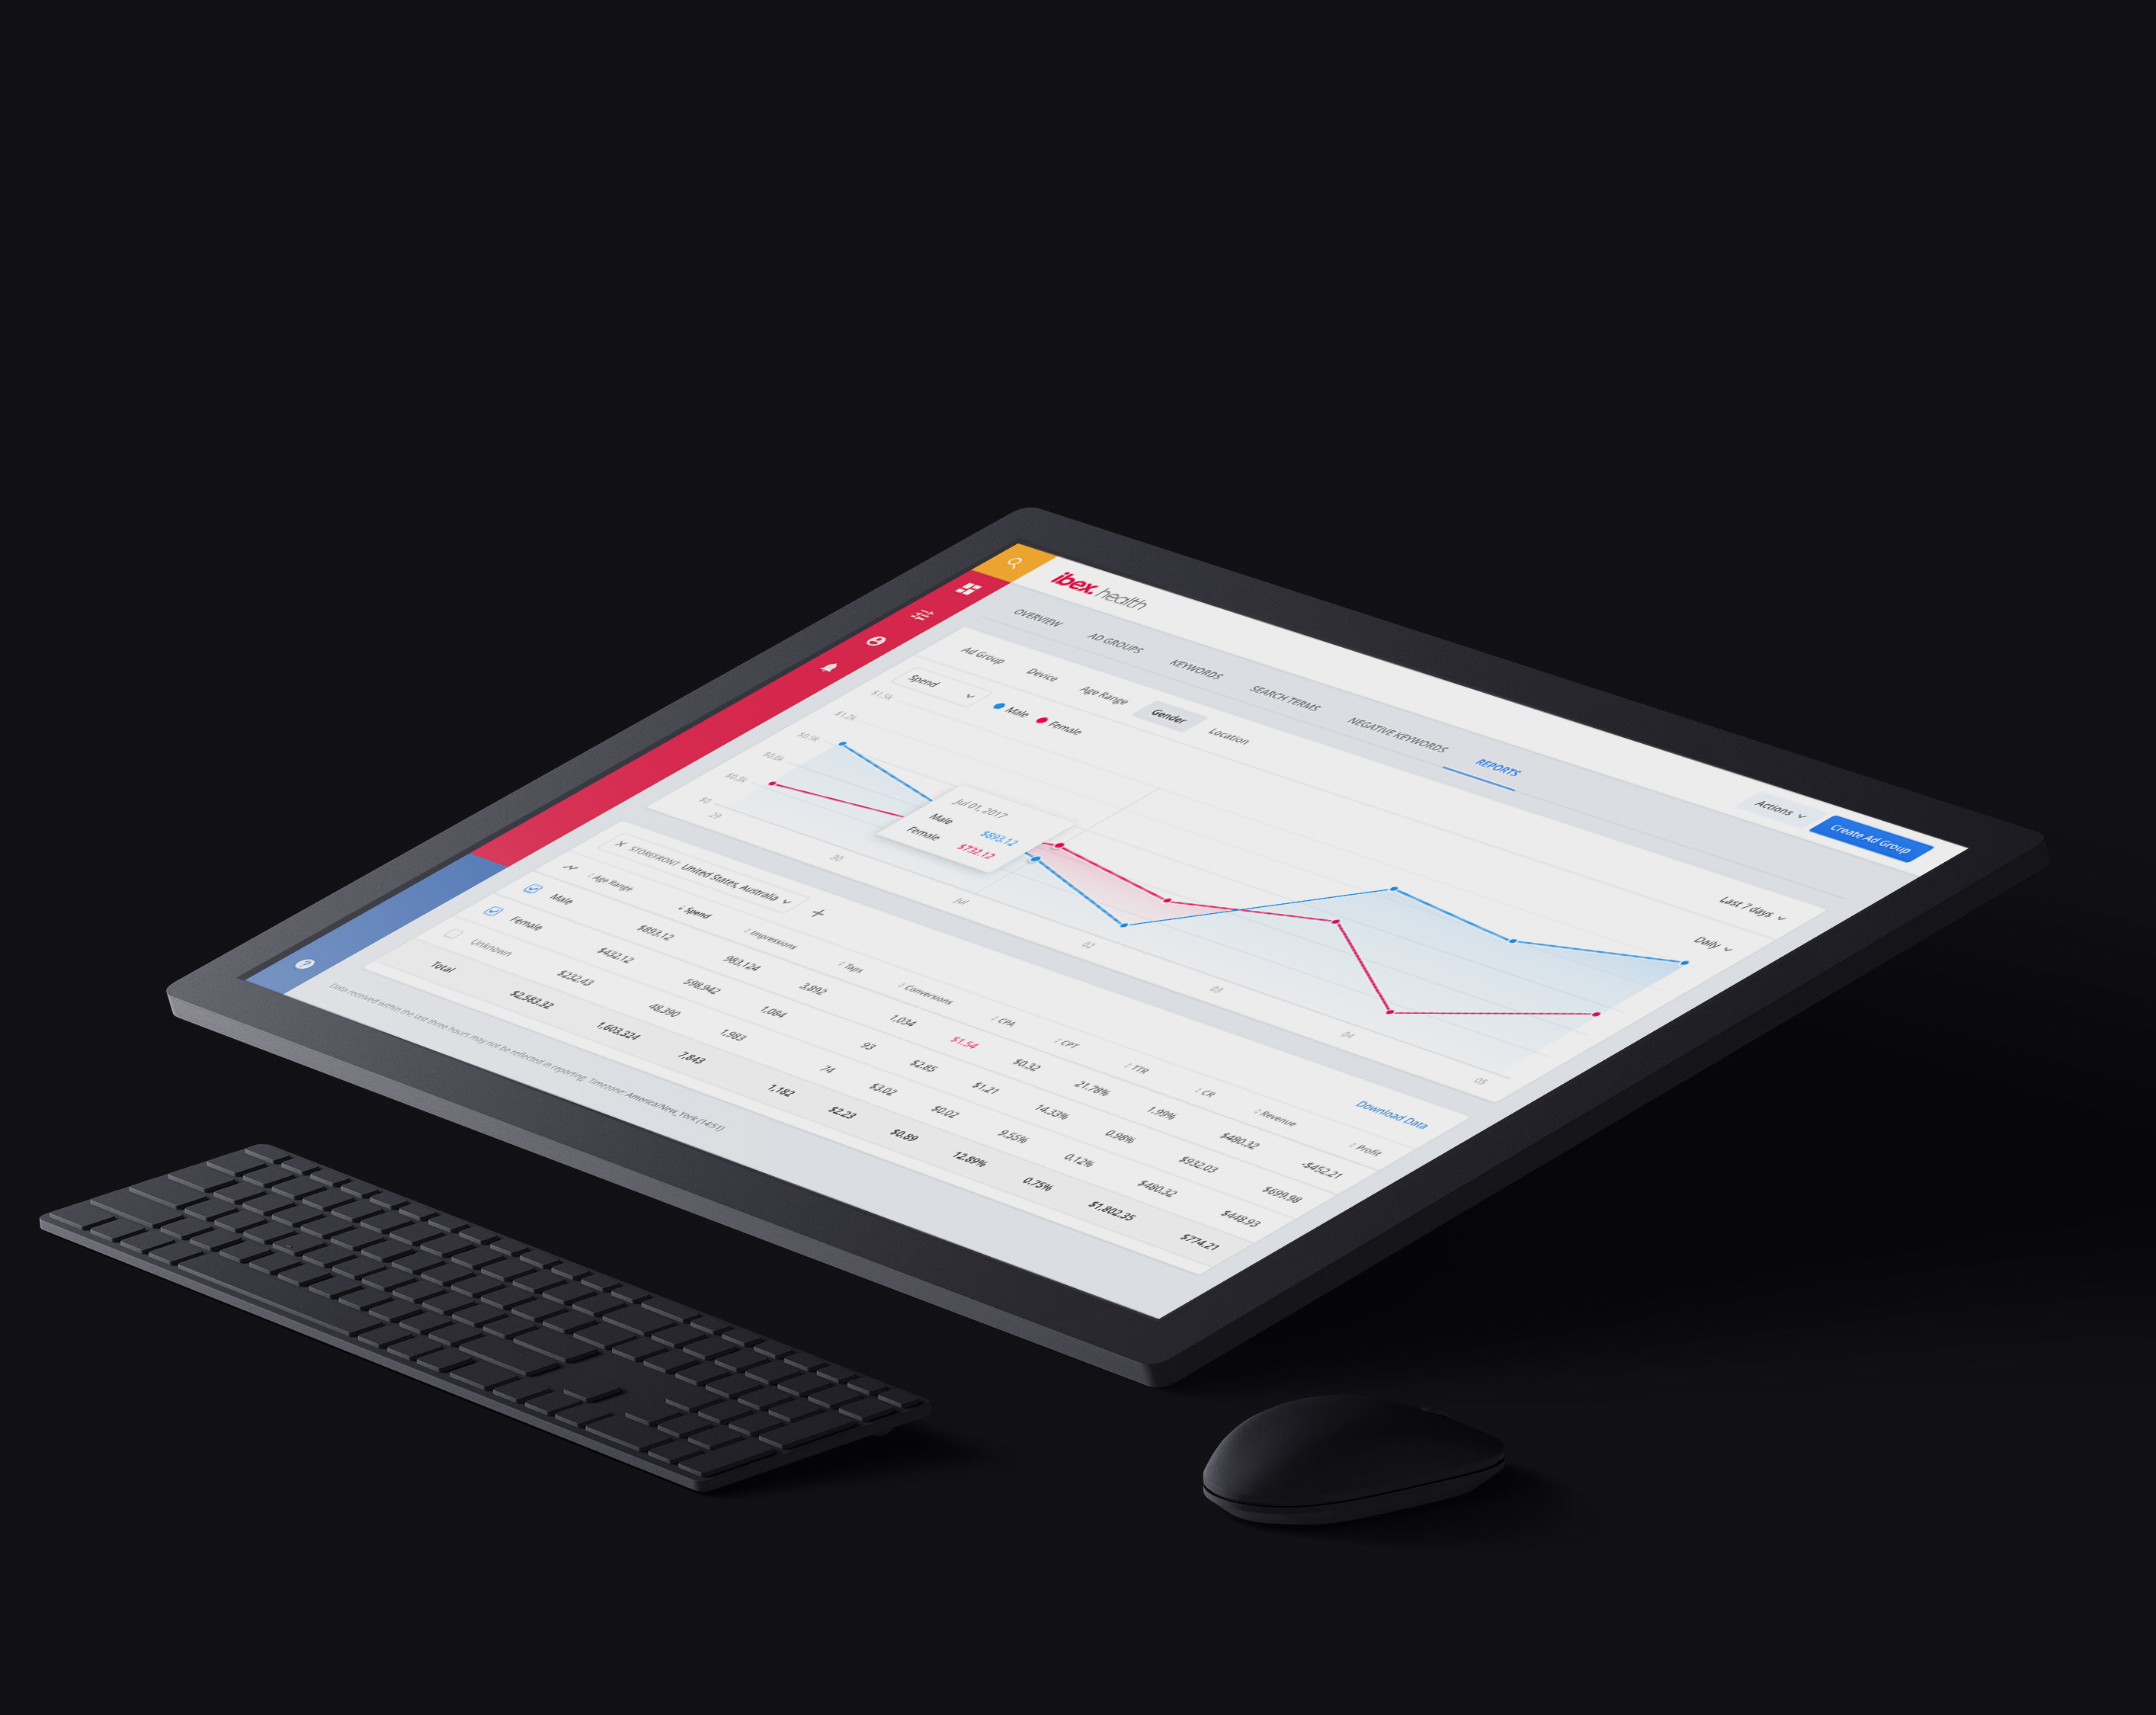 ibex. health
OVERVIEW AD GROUPS KEYWORDS SEARCH TERMS NEGATIVE KEYWORDS REPORTS
Actions Create Ad Group
Ad Group Device Age Range Gender Location
Last 7 days
Spend Male Female
Daily
$1.5k
$1.2k
$0.9k
$0.6k
$0.3k
$0
Jul 01, 2017
Male $893.12
Female $732.12
29 30 Jul 02 03 04 05
STOREFRONT United States, Australia
Download Data
Age Range Spend Impressions Taps Conversions CPA CPT TTR CR Revenue Profit
Male $893.12 983,124 3,892 1,034 $1.54 $0.32 21.78% 1.99% $480.32 -$452.21
Female $432.12 598,942 1,084 93 $2.85 $1.21 14.33% 0.98% $932.03 $699.98
Unknown $232.43 48,390 1,983 74 $3.02 $0.02 9.55% 0.12% $480.32 $448.93
Total $2,583.32 1,603,324 7,843 1,182 $2.23 $0.89 12.89% 0.75% $1,802.35 $774.21
Data received within the last three hours may not be reflected in reporting. Timezone: America/New_York (14:51)